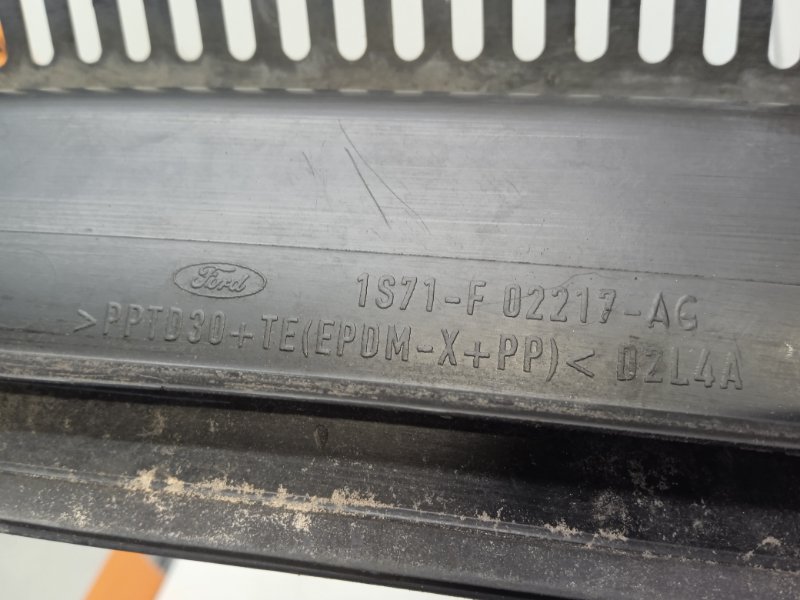 Ford 1S71-F 02217-AG
>PPTD30+TE(EPDM-X+PP)< D2L4A